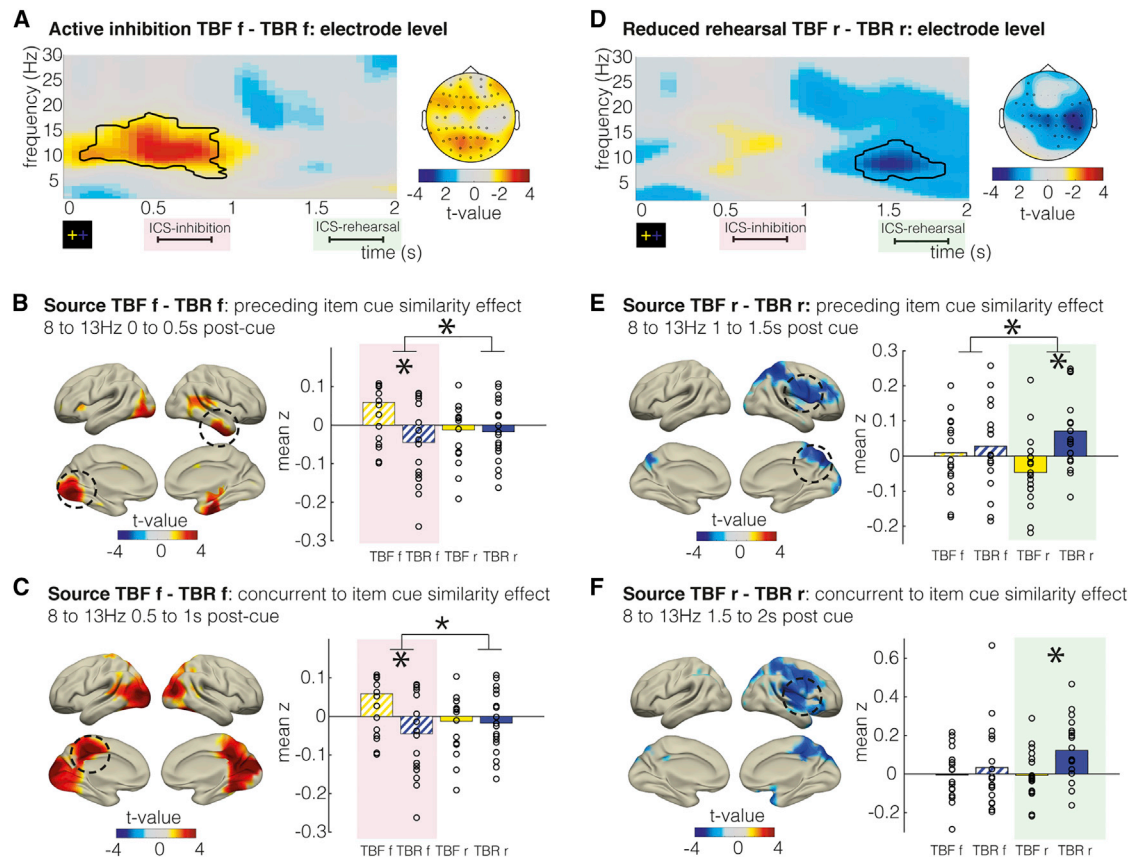 A Active inhibition TBF f - TBR f: electrode level
frequency (Hz)
30
25
20
15
10
5
0 0.5 1 1.5 2
ICS-inhibition
ICS-rehearsal
time (s)
-4 2 0 -2 4
t-value
B Source TBF f - TBR f: preceding item cue similarity effect
8 to 13Hz 0 to 0.5s post-cue
t-value
-4 0 4
mean z
0.1
0
-0.1
-0.2
-0.3
*
*
TBF f TBR f TBF r TBR r
C Source TBF f - TBR f: concurrent to item cue similarity effect
8 to 13Hz 0.5 to 1s post-cue
t-value
-4 0 4
mean z
0.1
0
-0.1
-0.2
-0.3
*
*
TBF f TBR f TBF r TBR r
D Reduced rehearsal TBF r - TBR r: electrode level
frequency (Hz)
30
25
20
15
10
5
0 0.5 1 1.5 2
ICS-inhibition
ICS-rehearsal
time (s)
-4 2 0 -2 4
t-value
E Source TBF r - TBR r: preceding item cue similarity effect
8 to 13Hz 1 to 1.5s post cue
t-value
-4 0 4
mean z
0.3
0.2
0.1
0
-0.1
-0.2
*
*
TBF f TBR f TBF r TBR r
F Source TBF r - TBR r: concurrent to item cue similarity effect
8 to 13Hz 1.5 to 2s post cue
t-value
-4 0 4
mean z
0.6
0.4
0.2
0
-0.2
*
TBF f TBR f TBF r TBR r